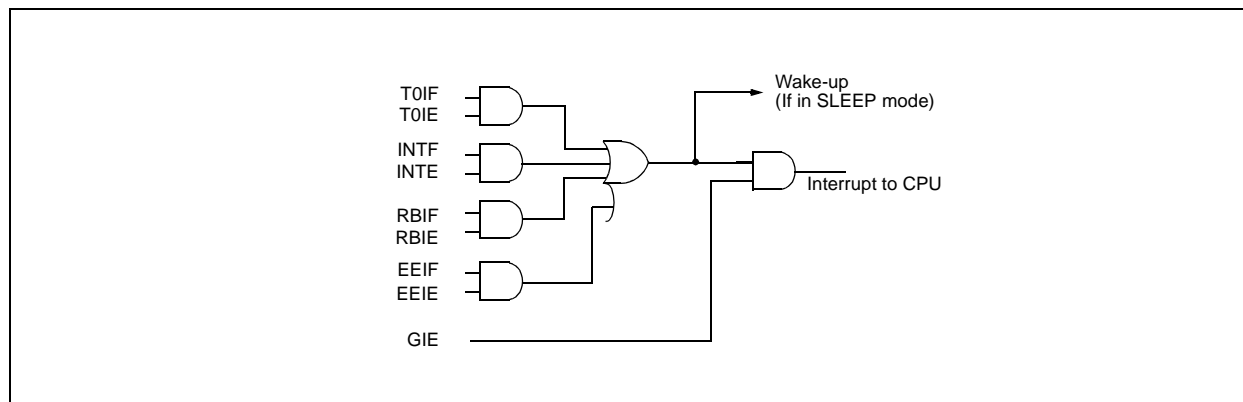 T0IF
T0IE
INTF
INTE
RBIF
RBIE
EEIF
EEIE
GIE
Wake-up
(If in SLEEP mode)
Interrupt to CPU